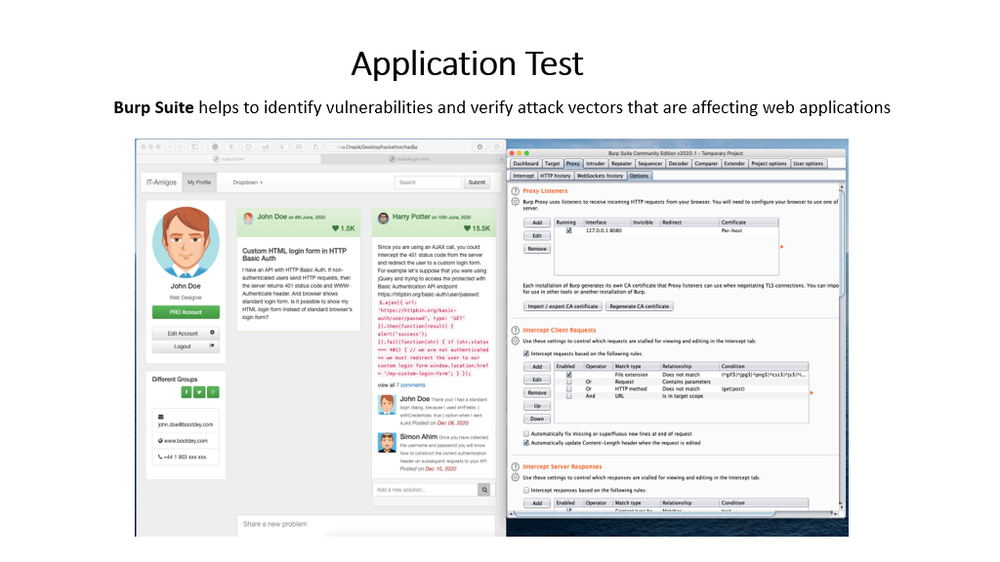 Application Test
Burp Suite helps to identify vulnerabilities and verify attack vectors that are affecting web applications
IT-Amigos
My Profile
Dropdown
Search
Submit
John Doe
Web Designer
PRO Account
Edit Account
Logout
Different Groups
john.doe@bootdey.com
www.bootdey.com
+44 1 903 xxx xxx
John Doe on 8th June, 2020
1.5K
Custom HTML login form in HTTP
Basic Auth
I have an API with HTTP Basic Auth. If non-
authenticated users send HTTP requests, then
the server returns 401 status code and WWW-
Authenticate header. And browser shows
standard login form. Is it possible to show my
HTML login form instead of standard browser's
login form?
Harry Potter on 10th June, 2020
15.5K
Since you are using an AJAX call, you could
intercept the 401 status code from the server
and redirect the user to a custom login form.
For example let's suppose that you were using
jQuery and trying to access the protected with
Basic Authentication API endpoint
https://httpbin.org/basic-auth/user/passwd:
$.ajax({ url:
'https://httpbin.org/basic-
auth/user/passwd', type: 'GET'
}).then(function(result) {
alert('success');
}).fail(function(xhr) { if (xhr.status
=== 401) { // we are not authenticated
=> we must redirect the user to our
custom login form window.location.href
= '/my-custom-login-form'; } });
view all 7 comments
John Doe Thank you! I had a standard
login dialog, because I used xhrFields: {
withCredentials: true } option when I sent
AJAX Posted on Dec 08, 2020
Simon Ahim Once you have collected
the username and password you will know
how to construct the correct authentication
header on subsequent requests to your API
Posted on Dec 10, 2020
Add a new solution..
Share a new problem
Burp Suite Community Edition v2020.1 - Temporary Project
Dashboard Target Proxy Intruder Repeater Sequencer Decoder Comparer Extender Project options User options
Intercept HTTP history WebSockets history Options
Proxy Listeners
Burp Proxy uses listeners to receive incoming HTTP requests from your browser. You will need to configure your browser to use one of
server.
Add
Edit
Remove
Running Interface Invisible Redirect Certificate
127.0.0.1:8080 Per-host
Each installation of Burp generates its own CA certificate that Proxy listeners can use when negotiating TLS connections. You can impo
for use in other tools or another installation of Burp.
Import / export CA certificate Regenerate CA certificate
Intercept Client Requests
Use these settings to control which requests are stalled for viewing and editing in the Intercept tab.
Intercept requests based on the following rules:
Add
Edit
Remove
Up
Down
Enabled Operator Match type Relationship Condition
File extension Does not match (^gif$|^jpg$|^png$|^css$|^js$|^i...
Or Request Contains parameters
Or HTTP method Does not match (get|post)
And URL Is in target scope
Automatically fix missing or superfluous new lines at end of request
Automatically update Content-Length header when the request is edited
Intercept Server Responses
Use these settings to control which responses are stalled for viewing and editing in the Intercept tab.
Intercept responses based on the following rules:
Add Enabled Operator Match type Relationship Condition